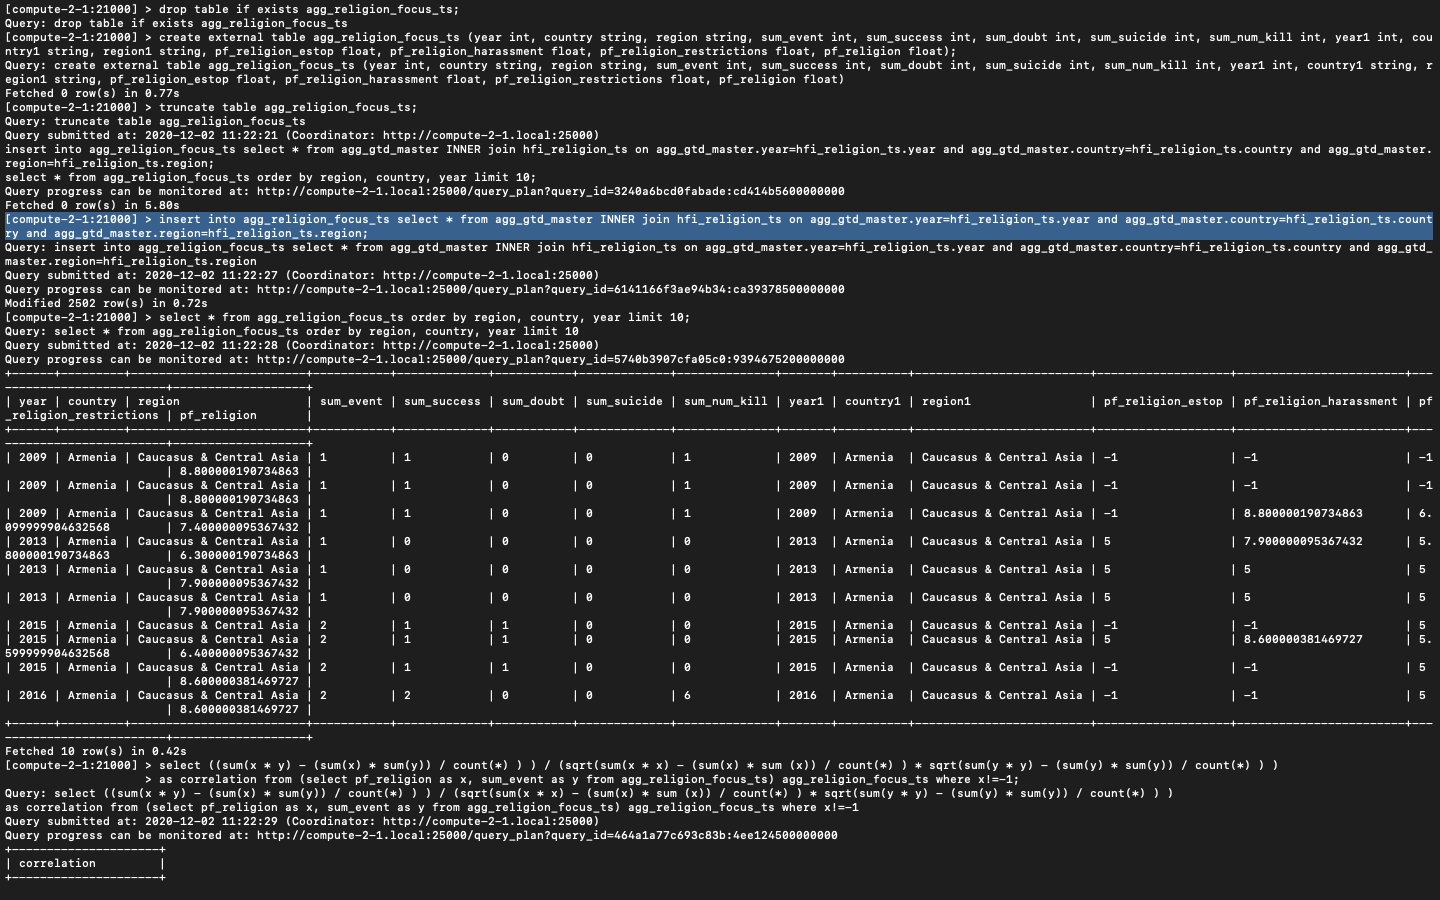 [compute-2-1:21000] > drop table if exists agg_religion_focus_ts;
Query: drop table if exists agg_religion_focus_ts
[compute-2-1:21000] > create external table agg_religion_focus_ts (year int, country string, region string, sum_event int, sum_success int, sum_doubt int, sum_suicide int, sum_num_kill int, year1 int, cou
ntry1 string, region1 string, pf_religion_estop float, pf_religion_harassment float, pf_religion_restrictions float, pf_religion float);
Query: create external table agg_religion_focus_ts (year int, country string, region string, sum_event int, sum_success int, sum_doubt int, sum_suicide int, sum_num_kill int, year1 int, country1 string, r
egion1 string, pf_religion_estop float, pf_religion_harassment float, pf_religion_restrictions float, pf_religion float)
Fetched 0 row(s) in 0.77s
[compute-2-1:21000] > truncate table agg_religion_focus_ts;
Query: truncate table agg_religion_focus_ts
Query submitted at: 2020-12-02 11:22:21 (Coordinator: http://compute-2-1.local:25000)
insert into agg_religion_focus_ts select * from agg_gtd_master INNER join hfi_religion_ts on agg_gtd_master.year=hfi_religion_ts.year and agg_gtd_master.country=hfi_religion_ts.country and agg_gtd_master.
region=hfi_religion_ts.region;
select * from agg_religion_focus_ts order by region, country, year limit 10;
Query progress can be monitored at: http://compute-2-1.local:25000/query_plan?query_id=3240a6bcd0fabade:cd414b5600000000
Fetched 0 row(s) in 5.80s
[compute-2-1:21000] > insert into agg_religion_focus_ts select * from agg_gtd_master INNER join hfi_religion_ts on agg_gtd_master.year=hfi_religion_ts.year and agg_gtd_master.country=hfi_religion_ts.count
ry and agg_gtd_master.region=hfi_religion_ts.region;
Query: insert into agg_religion_focus_ts select * from agg_gtd_master INNER join hfi_religion_ts on agg_gtd_master.year=hfi_religion_ts.year and agg_gtd_master.country=hfi_religion_ts.country and agg_gtd_
master.region=hfi_religion_ts.region
Query submitted at: 2020-12-02 11:22:27 (Coordinator: http://compute-2-1.local:25000)
Query progress can be monitored at: http://compute-2-1.local:25000/query_plan?query_id=6141166f3ae94b34:ca39378500000000
Modified 2502 row(s) in 0.72s
[compute-2-1:21000] > select * from agg_religion_focus_ts order by region, country, year limit 10;
Query: select * from agg_religion_focus_ts order by region, country, year limit 10
Query submitted at: 2020-12-02 11:22:28 (Coordinator: http://compute-2-1.local:25000)
Query progress can be monitored at: http://compute-2-1.local:25000/query_plan?query_id=5740b3907cfa05c0:9394675200000000
| year | country | region | sum_event | sum_success | sum_doubt | sum_suicide | sum_num_kill | year1 | country1 | region1 | pf_religion_estop | pf_religion_harassment | pf
_religion_restrictions | pf_religion |
| 2009 | Armenia | Caucasus & Central Asia | 1 | 1 | 0 | 0 | 1 | 2009 | Armenia | Caucasus & Central Asia | -1 | -1 | -1
| 8.800000190734863 |
| 2009 | Armenia | Caucasus & Central Asia | 1 | 1 | 0 | 0 | 1 | 2009 | Armenia | Caucasus & Central Asia | -1 | -1 | -1
| 8.800000190734863 |
| 2009 | Armenia | Caucasus & Central Asia | 1 | 1 | 0 | 0 | 1 | 2009 | Armenia | Caucasus & Central Asia | -1 | 8.800000190734863 | 6.
099999904632568 | 7.400000095367432 |
| 2013 | Armenia | Caucasus & Central Asia | 1 | 0 | 0 | 0 | 0 | 2013 | Armenia | Caucasus & Central Asia | 5 | 7.900000095367432 | 5.
800000190734863 | 6.300000190734863 |
| 2013 | Armenia | Caucasus & Central Asia | 1 | 0 | 0 | 0 | 0 | 2013 | Armenia | Caucasus & Central Asia | 5 | 5 | 5
| 7.900000095367432 |
| 2013 | Armenia | Caucasus & Central Asia | 1 | 0 | 0 | 0 | 0 | 2013 | Armenia | Caucasus & Central Asia | 5 | 5 | 5
| 7.900000095367432 |
| 2015 | Armenia | Caucasus & Central Asia | 2 | 1 | 1 | 0 | 0 | 2015 | Armenia | Caucasus & Central Asia | -1 | -1 | 5
| 2015 | Armenia | Caucasus & Central Asia | 2 | 1 | 1 | 0 | 0 | 2015 | Armenia | Caucasus & Central Asia | 5 | 8.600000381469727 | 5.
599999904632568 | 6.400000095367432 |
| 2015 | Armenia | Caucasus & Central Asia | 2 | 1 | 1 | 0 | 0 | 2015 | Armenia | Caucasus & Central Asia | -1 | -1 | 5
| 8.600000381469727 |
| 2016 | Armenia | Caucasus & Central Asia | 2 | 2 | 0 | 0 | 6 | 2016 | Armenia | Caucasus & Central Asia | -1 | -1 | 5
| 8.600000381469727 |
Fetched 10 row(s) in 0.42s
[compute-2-1:21000] > select ((sum(x * y) - (sum(x) * sum(y)) / count(*) ) ) / (sqrt(sum(x * x) - (sum(x) * sum (x)) / count(*) ) * sqrt(sum(y * y) - (sum(y) * sum(y)) / count(*) ) )
> as correlation from (select pf_religion as x, sum_event as y from agg_religion_focus_ts) agg_religion_focus_ts where x!=-1;
Query: select ((sum(x * y) - (sum(x) * sum(y)) / count(*) ) ) / (sqrt(sum(x * x) - (sum(x) * sum (x)) / count(*) ) * sqrt(sum(y * y) - (sum(y) * sum(y)) / count(*) ) )
as correlation from (select pf_religion as x, sum_event as y from agg_religion_focus_ts) agg_religion_focus_ts where x!=-1
Query submitted at: 2020-12-02 11:22:29 (Coordinator: http://compute-2-1.local:25000)
Query progress can be monitored at: http://compute-2-1.local:25000/query_plan?query_id=464a1a77c693c83b:4ee124500000000
| correlation |